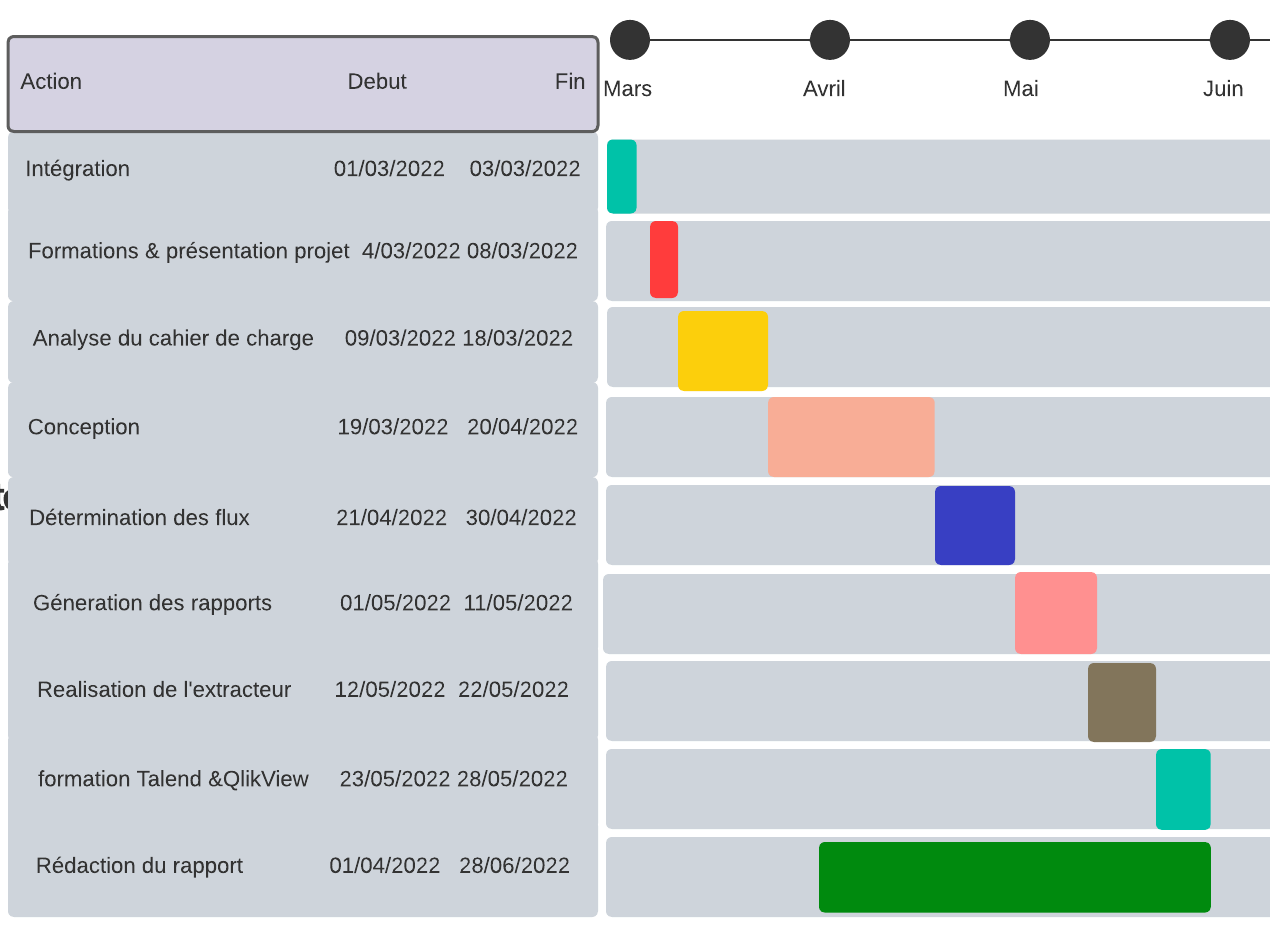 Action Debut Fin
Mars Avril Mai Juin
Intégration 01/03/2022 03/03/2022
Formations & présentation projet 4/03/2022 08/03/2022
Analyse du cahier de charge 09/03/2022 18/03/2022
Conception 19/03/2022 20/04/2022
Détermination des flux 21/04/2022 30/04/2022
Géneration des rapports 01/05/2022 11/05/2022
Realisation de l'extracteur 12/05/2022 22/05/2022
formation Talend &QlikView 23/05/2022 28/05/2022
Rédaction du rapport 01/04/2022 28/06/2022